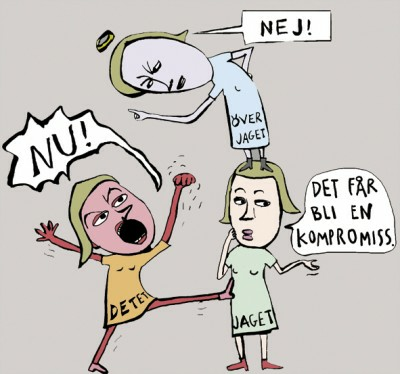 NEJ!
ÖVER
JAGET
NU!
DET FÅR
BLI EN
KOMPROMISS.
DETET
JAGET